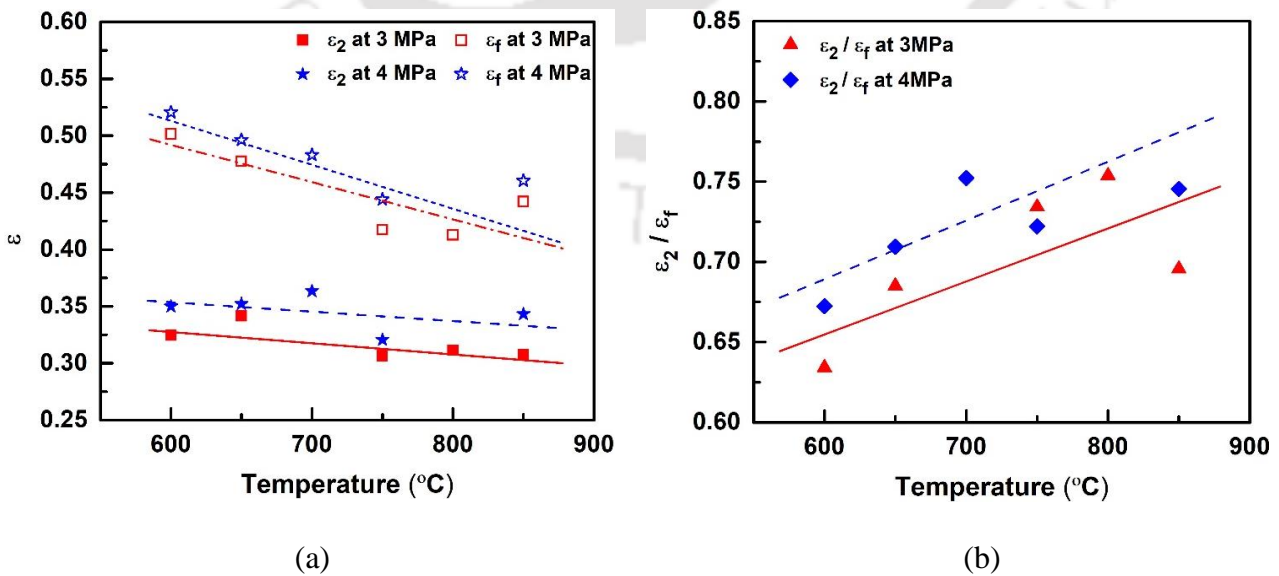 0.60
0.55
0.50
0.45
0.40
0.35
0.30
0.25
ε
ε2 at 3 MPa
εf at 3 MPa
ε2 at 4 MPa
εf at 4 MPa
600 700 800 900
Temperature (°C)
(a)
0.85
0.80
0.75
0.70
0.65
0.60
ε2 / εf
ε2 / εf at 3MPa
ε2 / εf at 4MPa
600 700 800 900
Temperature (°C)
(b)